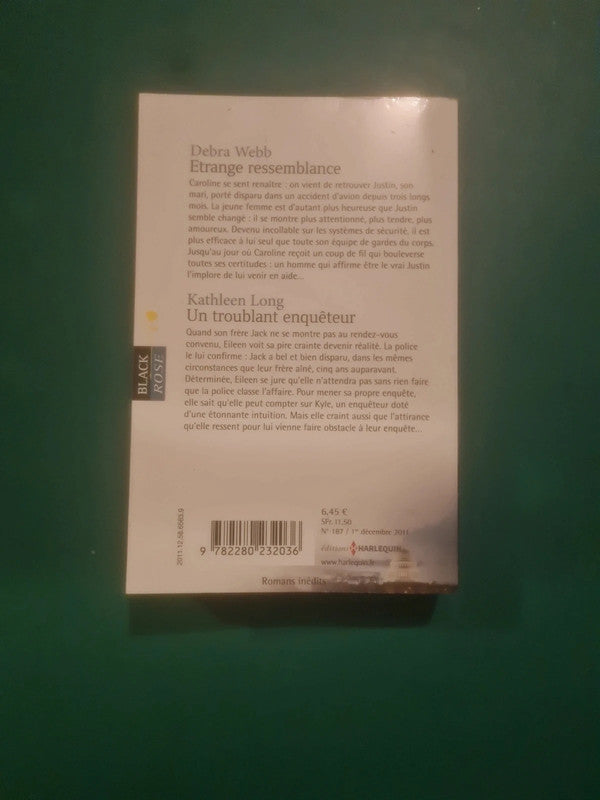 Debra Webb
Etrange ressemblance
Caroline se sent renaître : on vient de retrouver Justin, son
mari, porté disparu dans un accident d'avion depuis trois longs
mois. La jeune femme est d'autant plus heureuse que Justin
semble changé : il se montre plus attentionné, plus tendre, plus
amoureux. Devenu incollable sur les systèmes de sécurité, il est
plus efficace à lui seul que toute son équipe de gardes du corps.
Jusqu'au jour où Caroline reçoit un coup de fil qui bouleverse
toutes ses certitudes : un homme qui affirme être le vrai Justin
l'implore de lui venir en aide...
Kathleen Long
Un troublant enquêteur
Quand son frère Jack ne se montre pas au rendez-vous
convenu, Eileen voit sa pire crainte devenir réalité. La police
le lui confirme : Jack a bel et bien disparu, dans les mêmes
circonstances que leur frère aîné, cinq ans auparavant.
Déterminée, Eileen se jure qu'elle n'attendra pas sans rien faire
que la police classe l'affaire. Pour mener sa propre enquête,
elle sait qu'elle peut compter sur Kyle, un enquêteur doté
d'une étonnante intuition. Mais elle craint aussi que l'attirance
qu'elle ressent pour lui vienne faire obstacle à leur enquête...
BLACK
ROSE
2011.12.58.6563.9
9 782280 232036
6,45 €
SFr. 11,50
N° 187 / 1er décembre 2011
éditions HARLEQUIN
www.harlequin.fr
Romans inédits